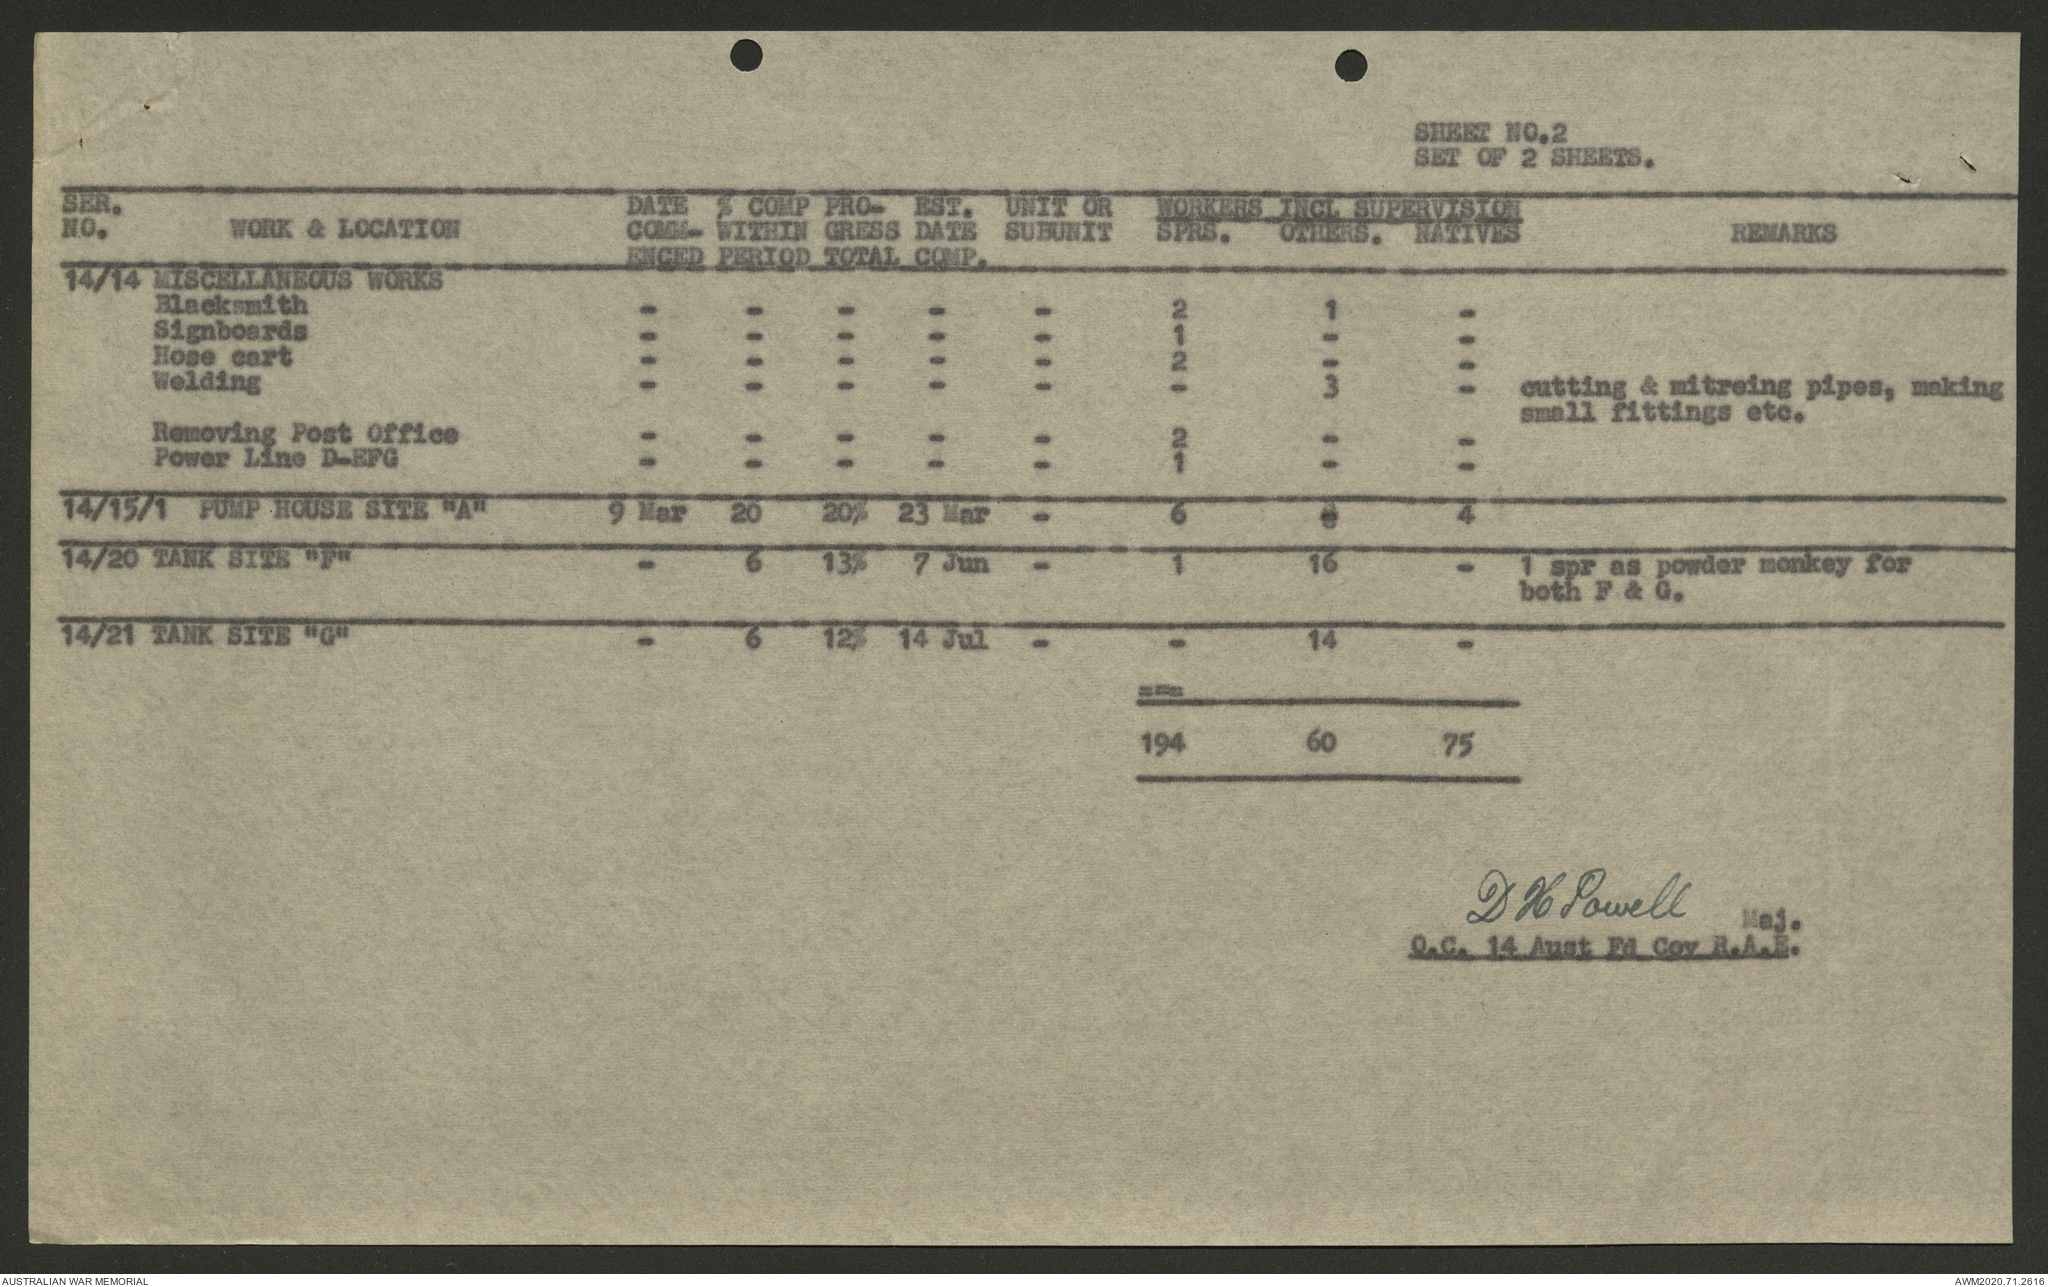 SHEET NO.2
SET OF 2 SHEETS.
SER. DATE % COMP PRO- EST. UNIT OR WORKERS INCL SUPERVISION
NO. WORK & LOCATION COMM- WITHIN GRESS DATE SUBUNIT SPRS. OTHERS. NATIVES REMARKS
ENCED PERIOD TOTAL COMP.
14/14 MISCELLANEOUS WORKS
Blacksmith - - - - - 2 1 -
Signboards - - - - - 1 - -
Hose cart - - - - - 2 - -
Welding - - - - - - 3 - cutting & mitreing pipes, making
small fittings etc.
Removing Post Office - - - - - 2 - -
Power Line D-EFG - - - - - 1 - -
14/15/1 PUMP HOUSE SITE "A" 9 Mar 20 20% 23 Mar - 6 4
14/20 TANK SITE "F" - 6 13% 7 Jun - 1 16 - 1 spr as powder monkey for
both F & G.
14/21 TANK SITE "G" - 6 12% 14 Jul - - 14 -
===
194 60 75
D H Powell Maj.
O.C. 14 Aust Fd Coy R.A.E.
AUSTRALIAN WAR MEMORIAL AWM2020.71.2616